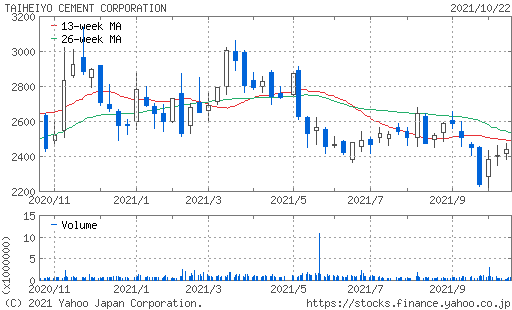 TAIHEIYO CEMENT CORPORATION 2021/10/22
3200
13-week MA
26-week MA
3000
2800
2600
2400
2200
2020/11 2021/1 2021/3 2021/5 2021/7 2021/9
15
Volume
10
5
0
(x1000000)
2020/11 2021/1 2021/3 2021/5 2021/7 2021/9
(C) 2021 Yahoo Japan Corporation. https://stocks.finance.yahoo.co.jp